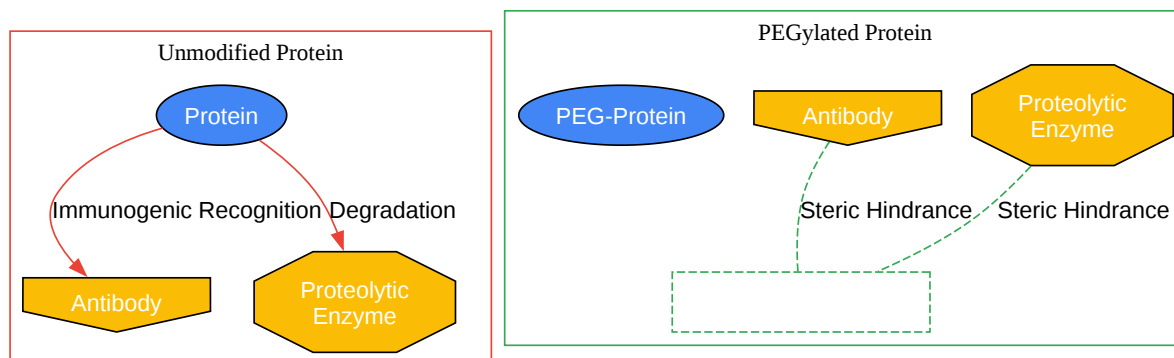 Unmodified Protein
Protein
Immunogenic Recognition
Degradation
Antibody
Proteolytic
Enzyme
PEGylated Protein
PEG-Protein
Antibody
Proteolytic
Enzyme
Steric Hindrance
Steric Hindrance